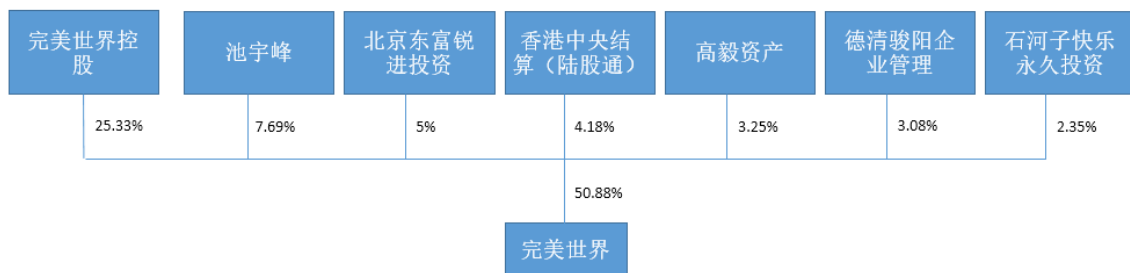 完美世界控
股
池宇峰
北京东富锐
进投资
香港中央结
算（陆股通）
高毅资产
德清骏阳企
业管理
石河子快乐
永久投资
25.33%
7.69%
5%
4.18%
3.25%
3.08%
2.35%
50.88%
完美世界